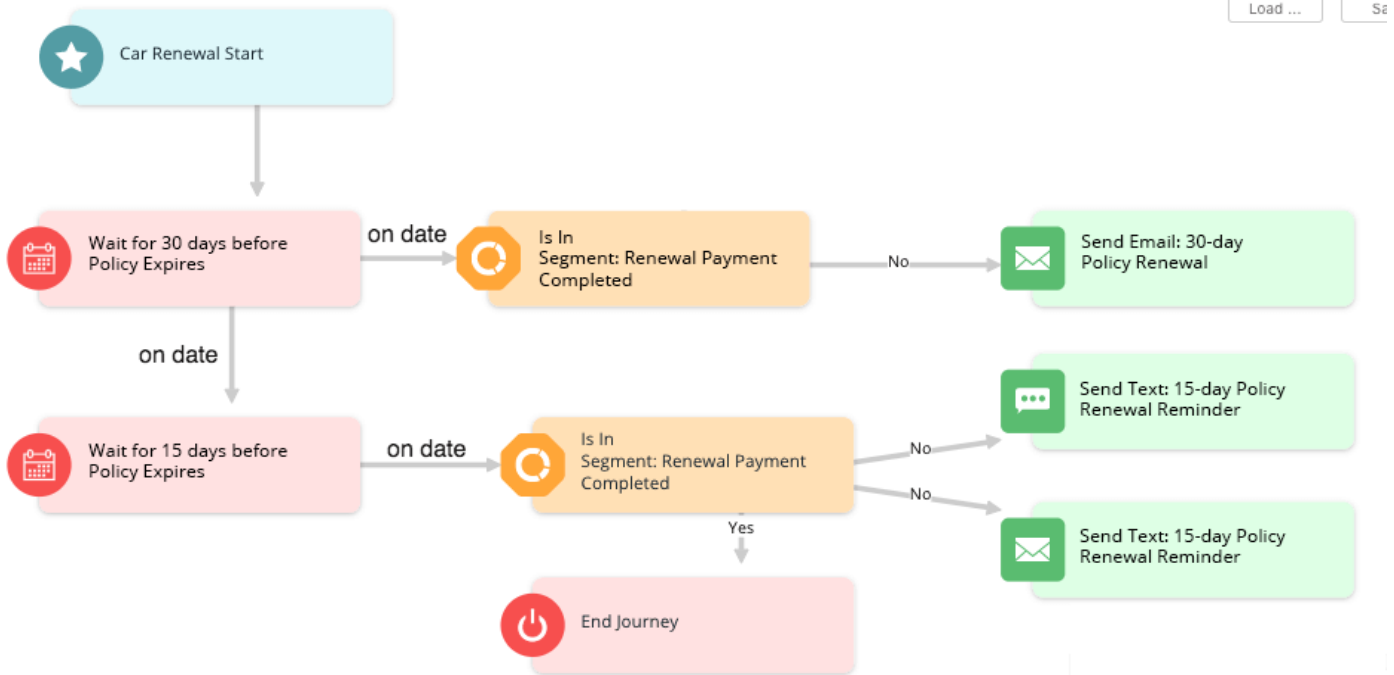 Load ...
Sa
Car Renewal Start
Wait for 30 days before
Policy Expires
on date
Is In
Segment: Renewal Payment
Completed
No
Send Email: 30-day
Policy Renewal
on date
Wait for 15 days before
Policy Expires
on date
Is In
Segment: Renewal Payment
Completed
No
Send Text: 15-day Policy
Renewal Reminder
No
Send Text: 15-day Policy
Renewal Reminder
Yes
End Journey